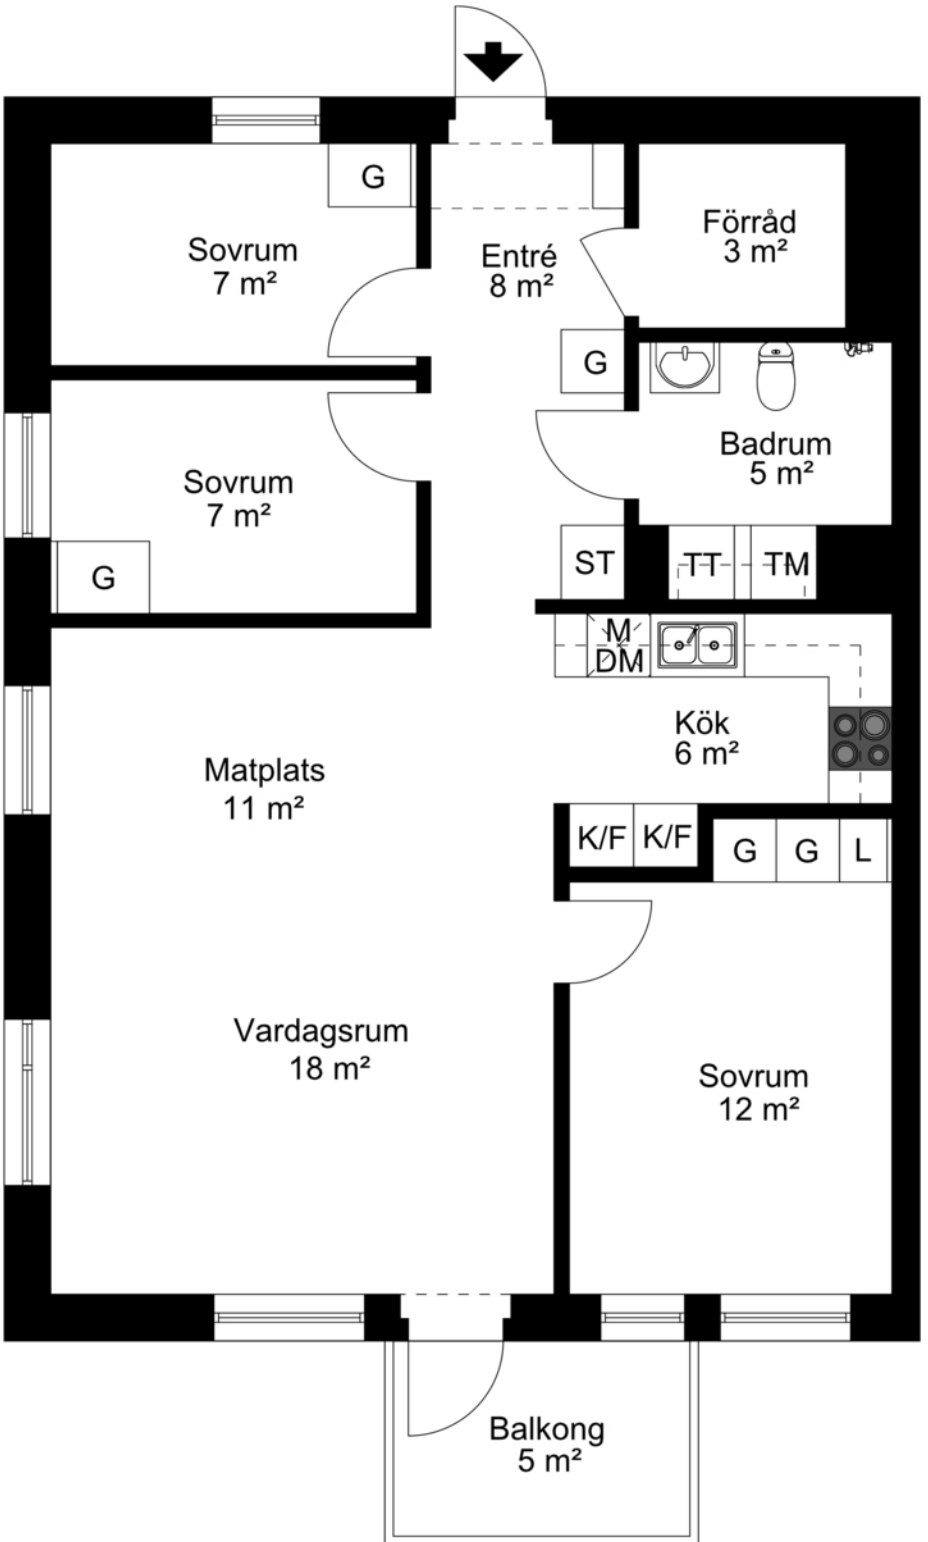 G
Sovrum
7 m²
Entré
8 m²
Förråd
3 m²
G
Sovrum
7 m²
G
Badrum
5 m²
ST
TT
TM
M
DM
Kök
6 m²
Matplats
11 m²
K/F
K/F
G
G
L
Vardagsrum
18 m²
Sovrum
12 m²
Balkong
5 m²